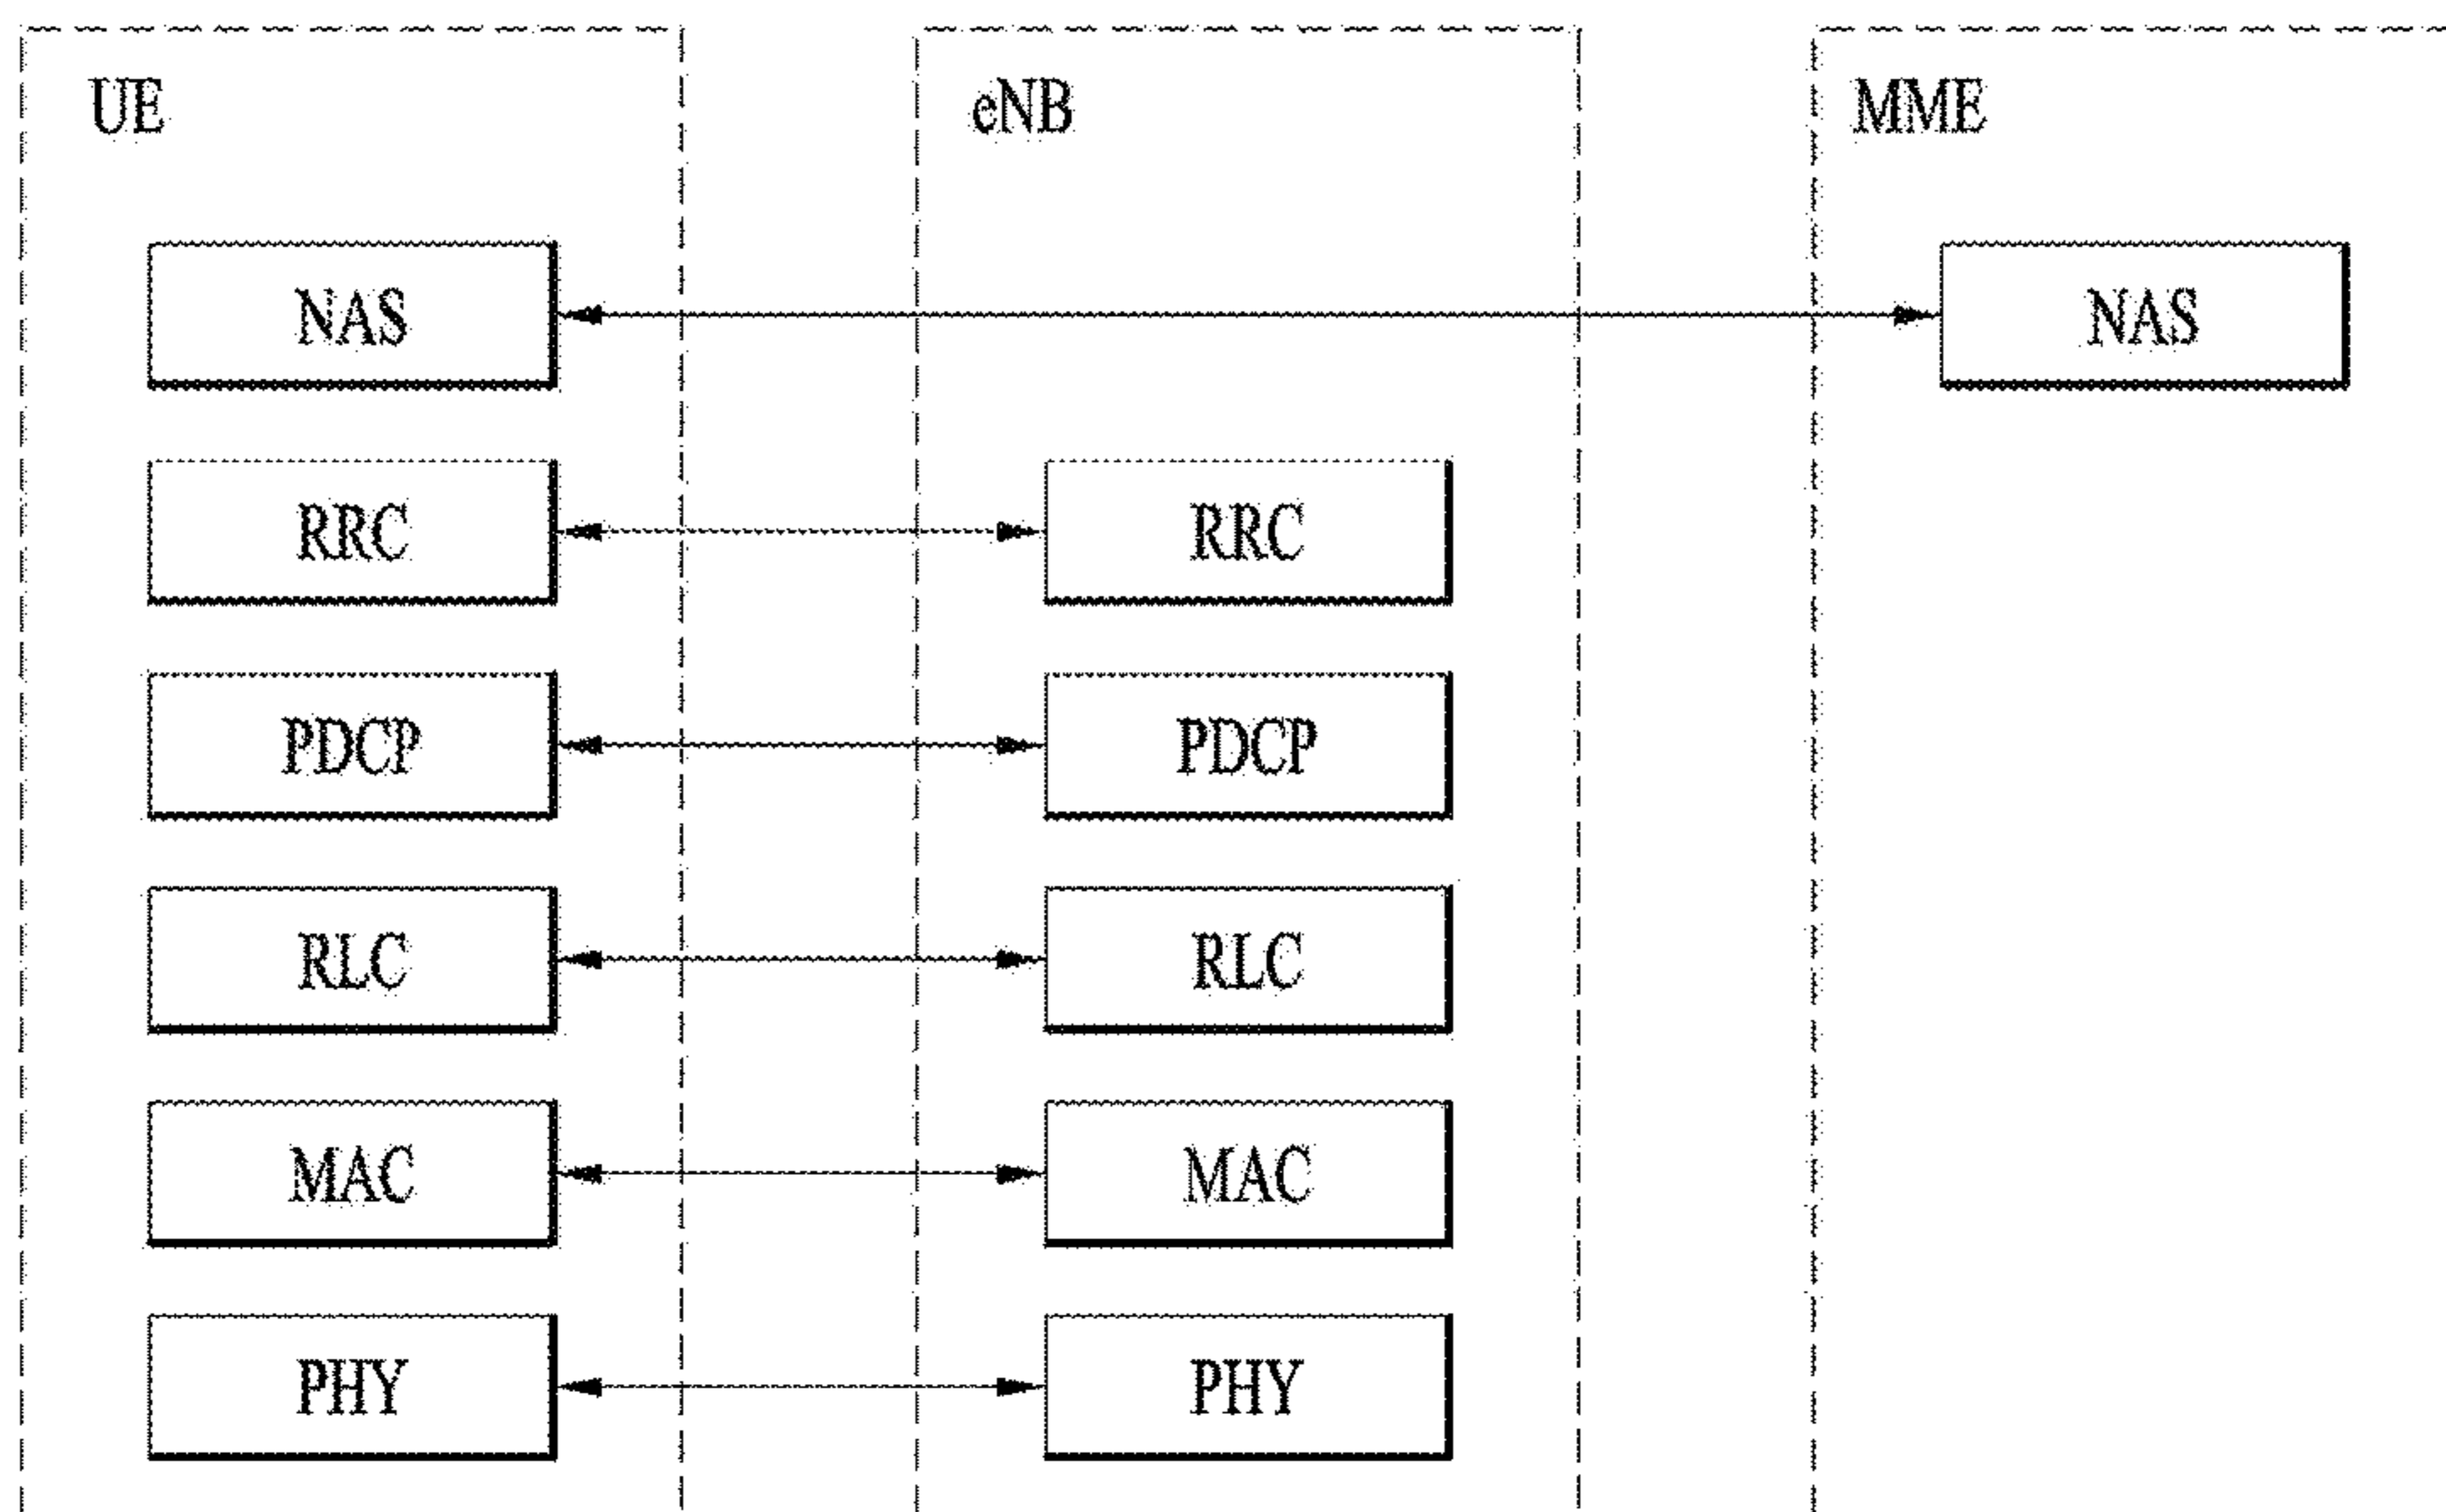 UE eNB MME
NAS NAS
RRC RRC
PDCP PDCP
RLC RLC
MAC MAC
PHY PHY